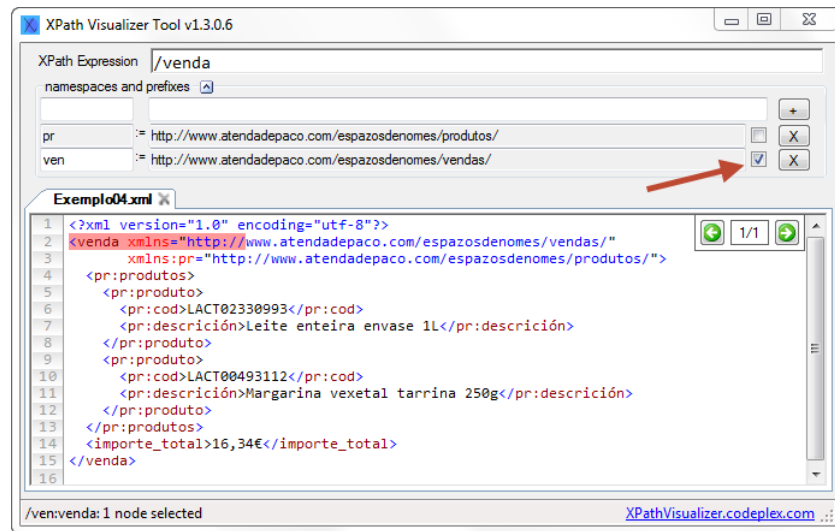 XPath Visualizer Tool v1.3.0.6
XPath Expression /venda
namespaces and prefixes
+
pr := http://www.atendadepaco.com/espazosdenomes/produtos/ X
ven := http://www.atendadepaco.com/espazosdenomes/vendas/ X
Exemplo04.xml
1 <?xml version="1.0" encoding="utf-8"?>
2 <venda xmlns="http://www.atendadepaco.com/espazosdenomes/vendas/" 1/1
3 xmlns:pr="http://www.atendadepaco.com/espazosdenomes/produtos/">
4 <pr:produtos>
5 <pr:produto>
6 <pr:cod>LACT02330993</pr:cod>
7 <pr:descrición>Leite enteira envase 1L</pr:descrición>
8 </pr:produto>
9 <pr:produto>
10 <pr:cod>LACT00493112</pr:cod>
11 <pr:descrición>Margarina vexetal tarrina 250g</pr:descrición>
12 </pr:produto>
13 </pr:produtos>
14 <importe_total>16,34€</importe_total>
15 </venda>
16
/ven:venda: 1 node selected XPathVisualizer.codeplex.com